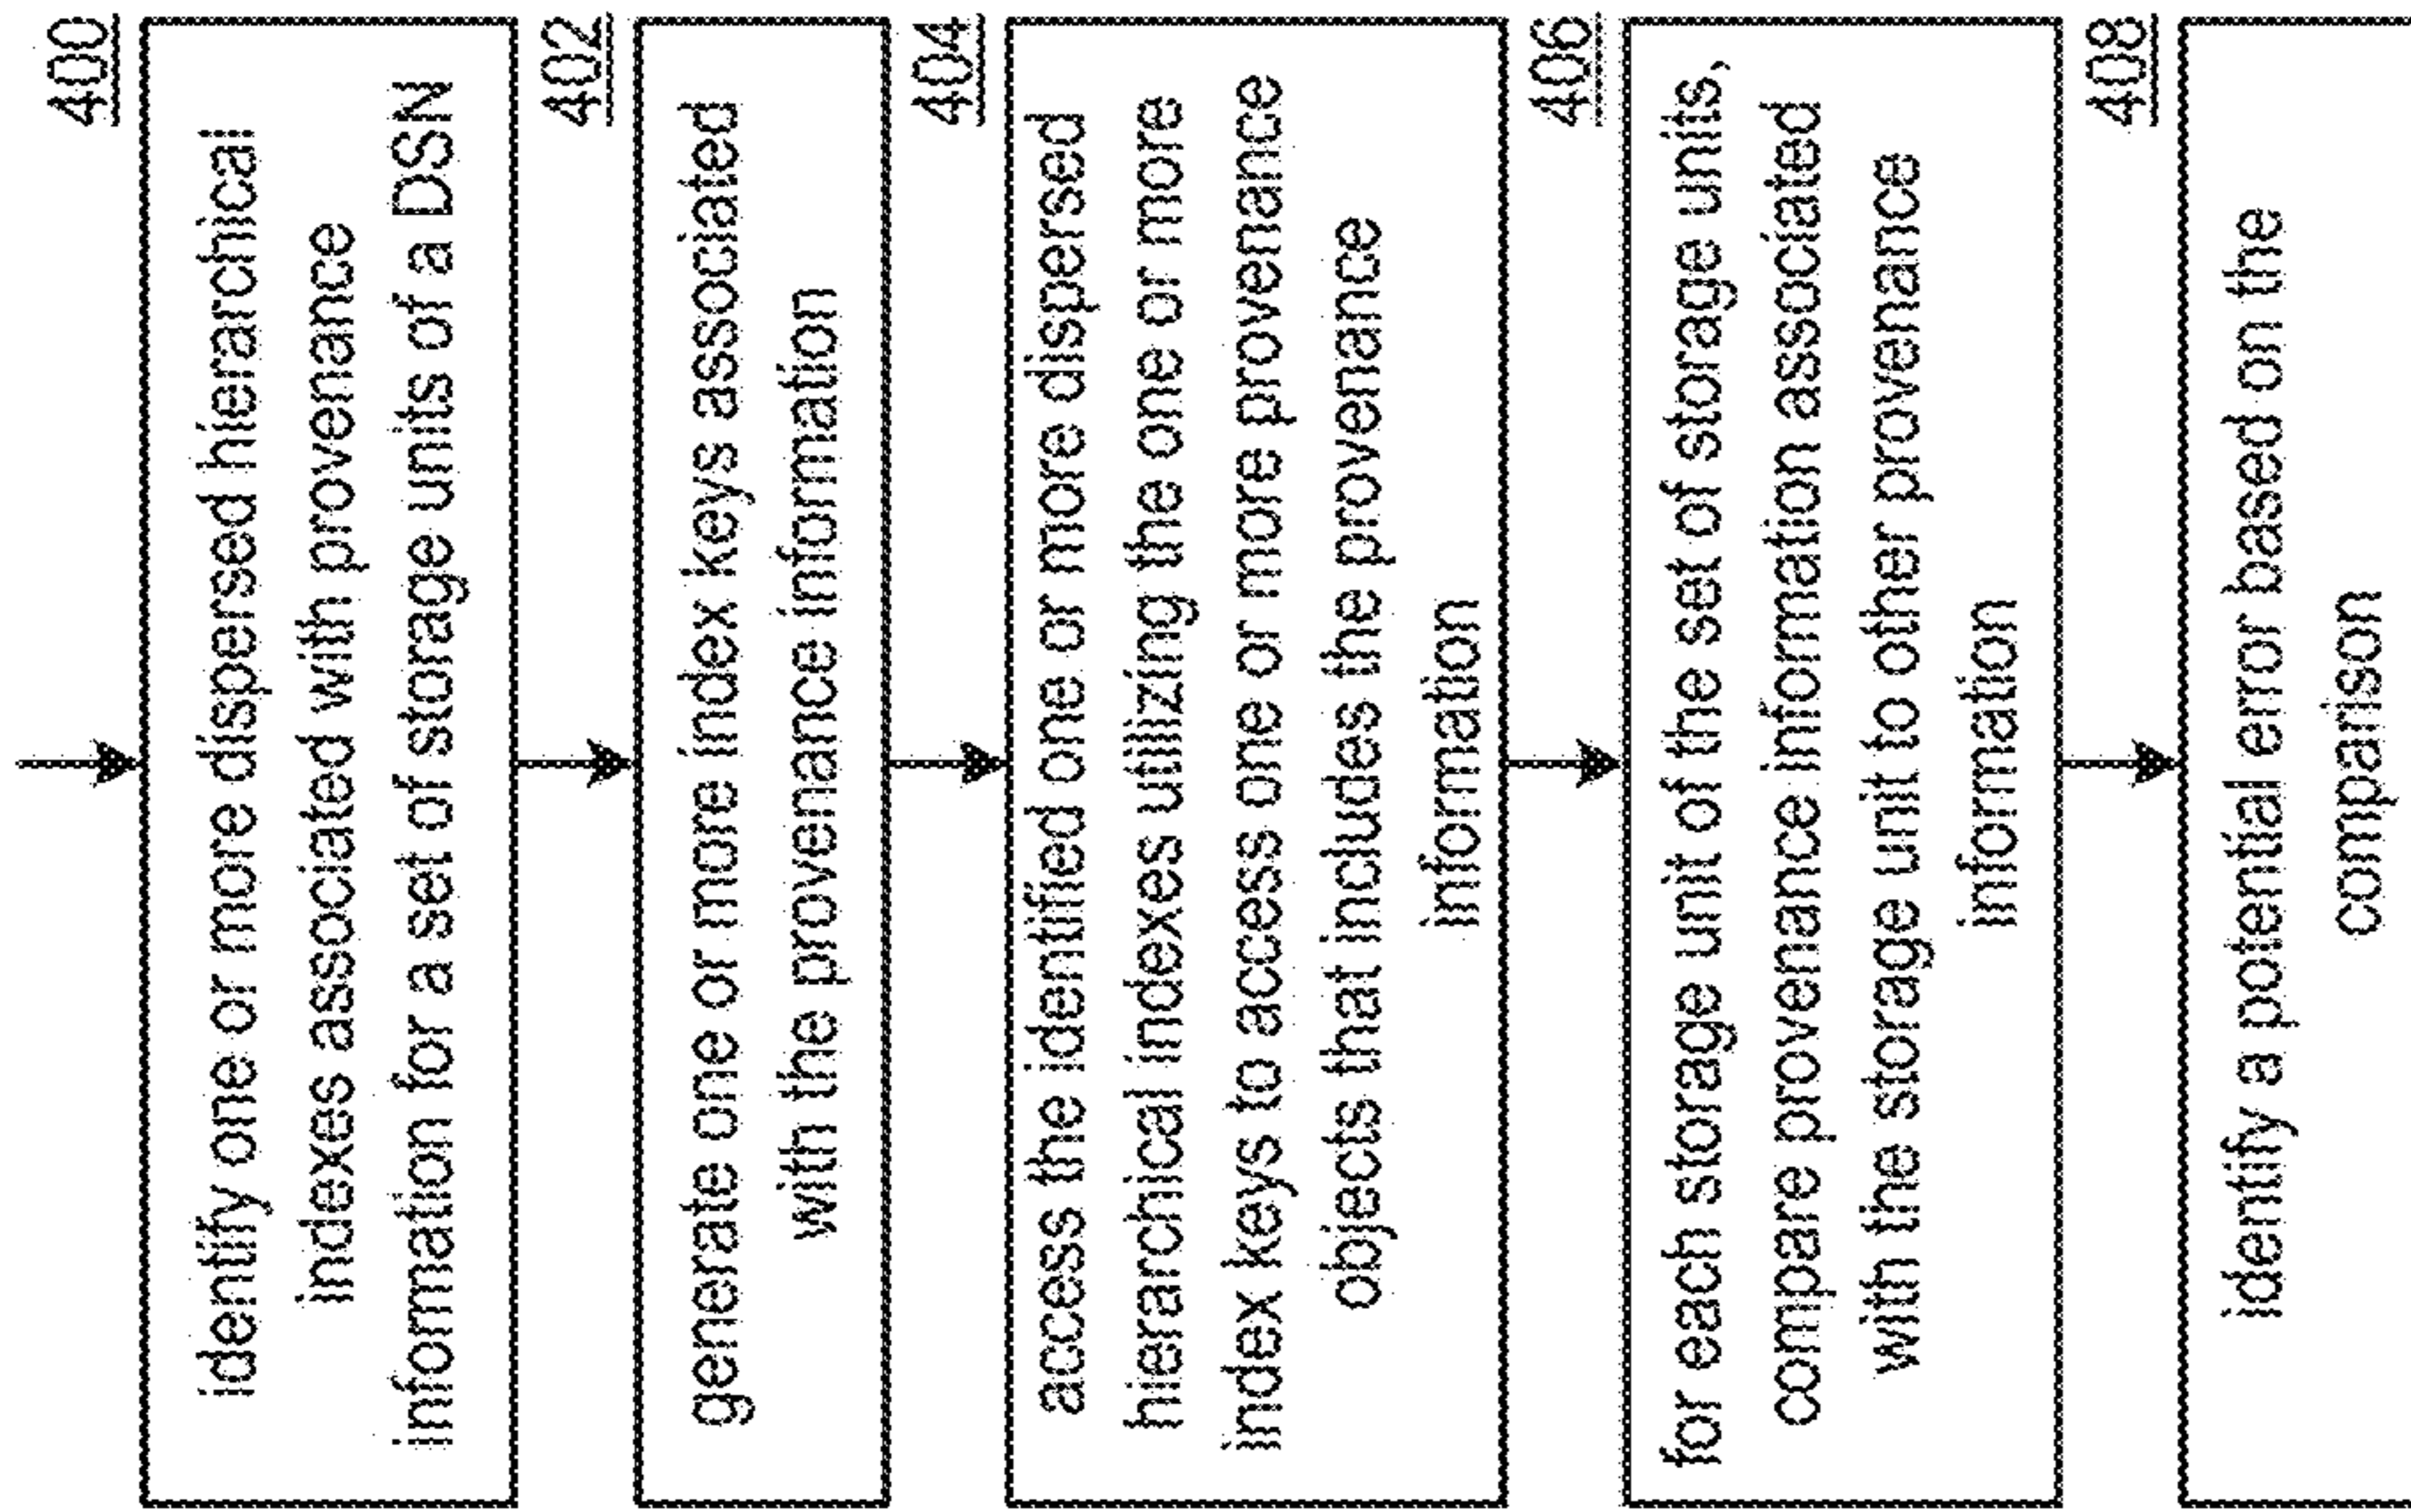 400
identify one or more dispersed hierarchical
indexes associated with provenance
information for a set of storage units of a DSN
402
generate one or more index keys associated
with the provenance information
404
access the identified one or more dispersed
hierarchical indexes utilizing the one or more
index keys to access one or more provenance
objects that includes the provenance
information
406
for each storage unit of the set of storage units,
compare provenance information associated
with the storage unit to other provenance
information
408
identify a potential error based on the
comparison